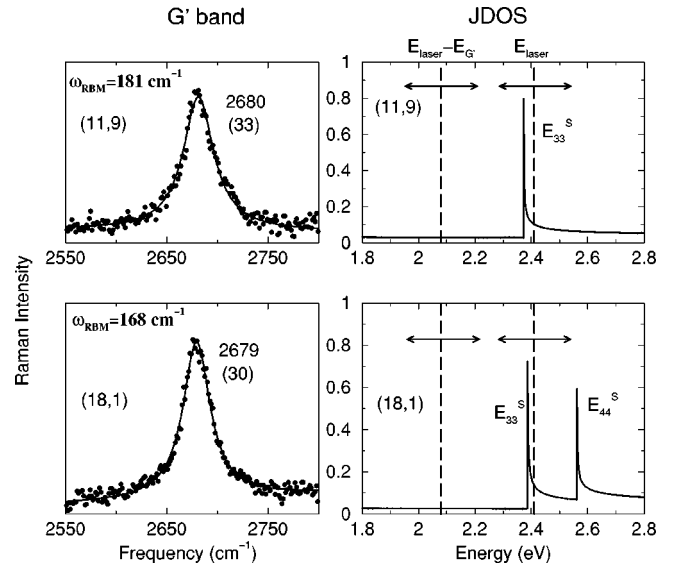 G' band
JDOS
ω_RBM=181 cm⁻¹
(11,9)
2680
(33)
2550 2650 2750
E_laser−E_G' E_laser
(11,9)
E₃₃ˢ
1
0.8
0.6
0.4
0.2
0
1.8 2 2.2 2.4 2.6 2.8
Raman Intensity
ω_RBM=168 cm⁻¹
(18,1)
2679
(30)
2550 2650 2750
Frequency (cm⁻¹)
(18,1)
E₃₃ˢ
E₄₄ˢ
1
0.8
0.6
0.4
0.2
0
1.8 2 2.2 2.4 2.6 2.8
Energy (eV)